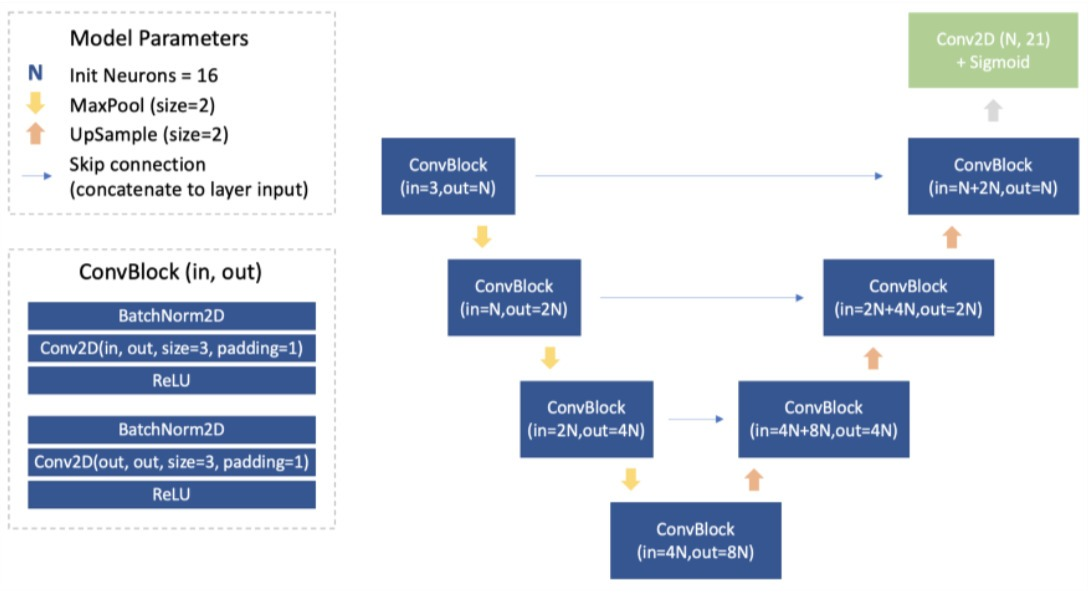 Model Parameters
N Init Neurons = 16
MaxPool (size=2)
UpSample (size=2)
Skip connection
(concatenate to layer input)
ConvBlock (in, out)
BatchNorm2D
Conv2D(in, out, size=3, padding=1)
ReLU
BatchNorm2D
Conv2D(out, out, size=3, padding=1)
ReLU
Conv2D (N, 21)
+ Sigmoid
ConvBlock
(in=3,out=N)
ConvBlock
(in=N+2N,out=N)
ConvBlock
(in=N,out=2N)
ConvBlock
(in=2N+4N,out=2N)
ConvBlock
(in=2N,out=4N)
ConvBlock
(in=4N+8N,out=4N)
ConvBlock
(in=4N,out=8N)